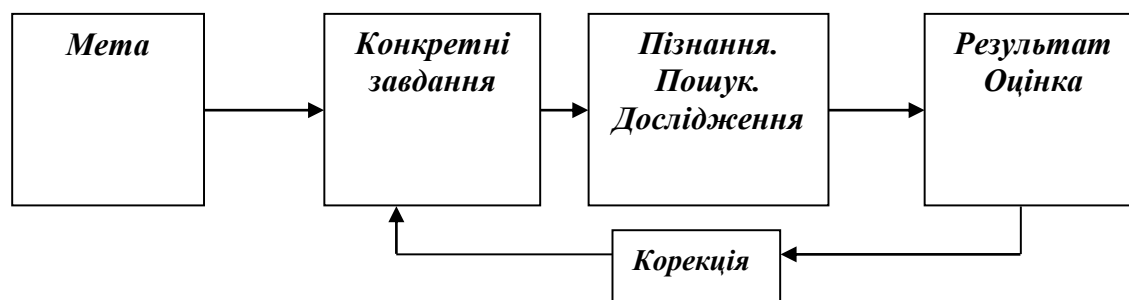 Мета
Конкретні
завдання
Пізнання.
Пошук.
Дослідження
Результат
Оцінка
Корекція